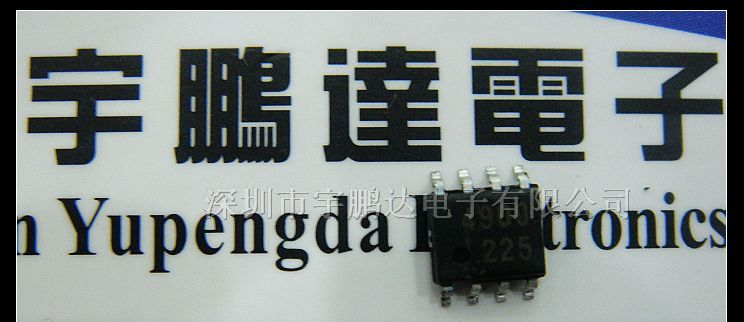 宇鵬達電子
深圳市宇鹏达电子有限公司
n Yupengda tronics
225